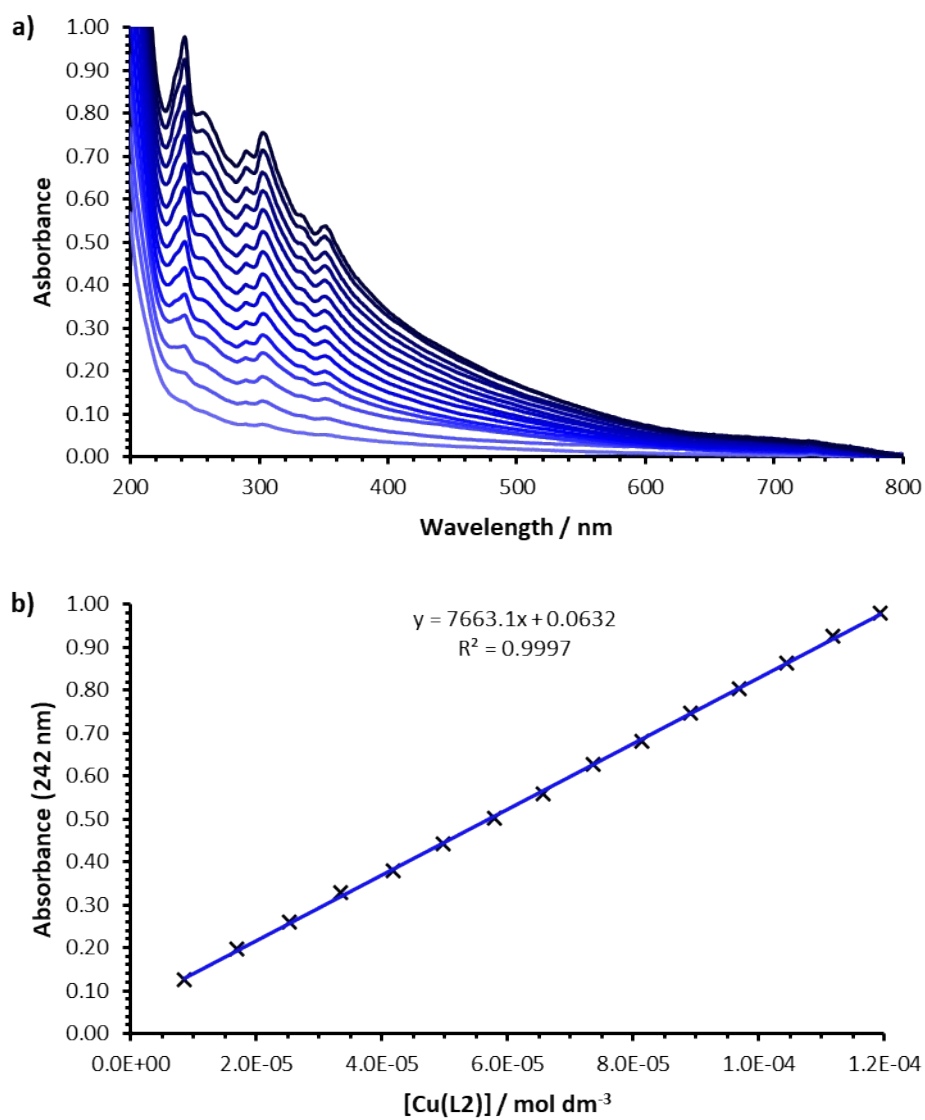 a)
1.00
0.90
0.80
0.70
0.60
0.50
0.40
0.30
0.20
0.10
0.00
Asborbance
200 300 400 500 600 700 800
Wavelength / nm
b)
y = 7663.1x + 0.0632
R² = 0.9997
1.00
0.90
0.80
0.70
0.60
0.50
0.40
0.30
0.20
0.10
0.00
Absorbance (242 nm)
0.0E+00 2.0E-05 4.0E-05 6.0E-05 8.0E-05 1.0E-04 1.2E-04
[Cu(L2)] / mol dm⁻³